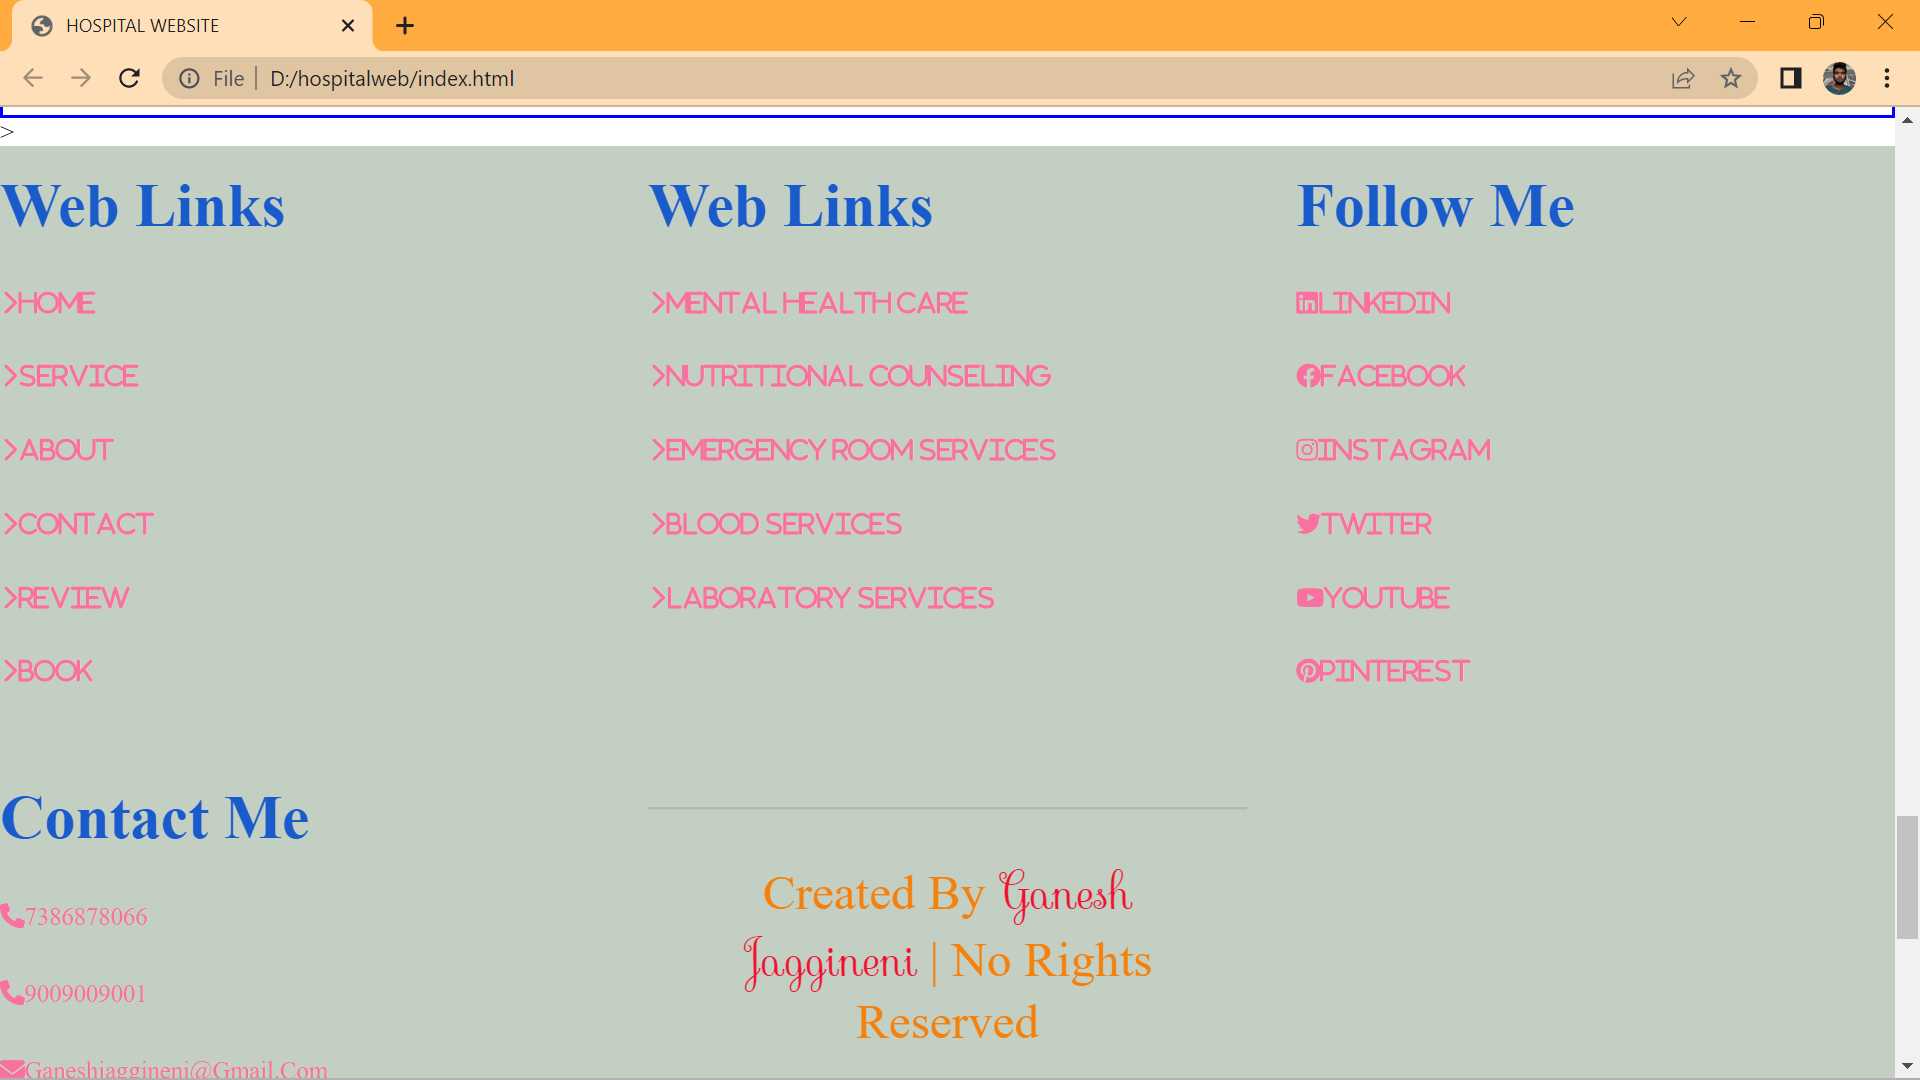 HOSPITAL WEBSITE
File | D:/hospitalweb/index.html
>
Web Links
>HOME
>SERVICE
>ABOUT
>CONTACT
>REVIEW
>BOOK
Web Links
>MENTAL HEALTH CARE
>NUTRITIONAL COUNSELING
>EMERGENCY ROOM SERVICES
>BLOOD SERVICES
>LABORATORY SERVICES
Follow Me
LINKEDIN
FACEBOOK
INSTAGRAM
TWITER
YOUTUBE
PINTEREST
Contact Me
7386878066
9009009001
Ganeshjaggineni@Gmail.Com
Created By Ganesh
Jaggineni | No Rights
Reserved